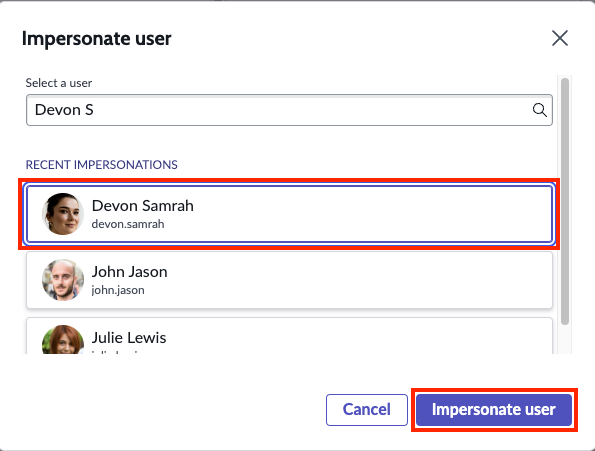 Impersonate user
Select a user
Devon S
RECENT IMPERSONATIONS
Devon Samrah
devon.samrah
John Jason
john.jason
Julie Lewis
Cancel
Impersonate user